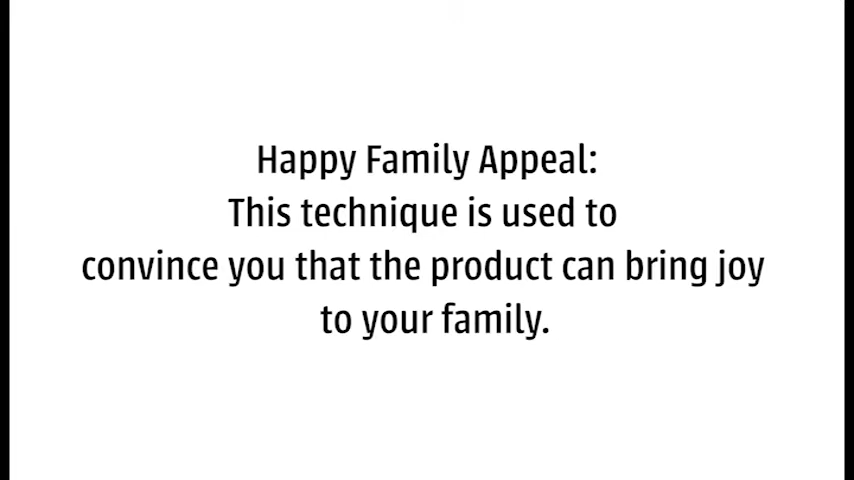 Happy Family Appeal:
This technique is used to
convince you that the product can bring joy
to your family.